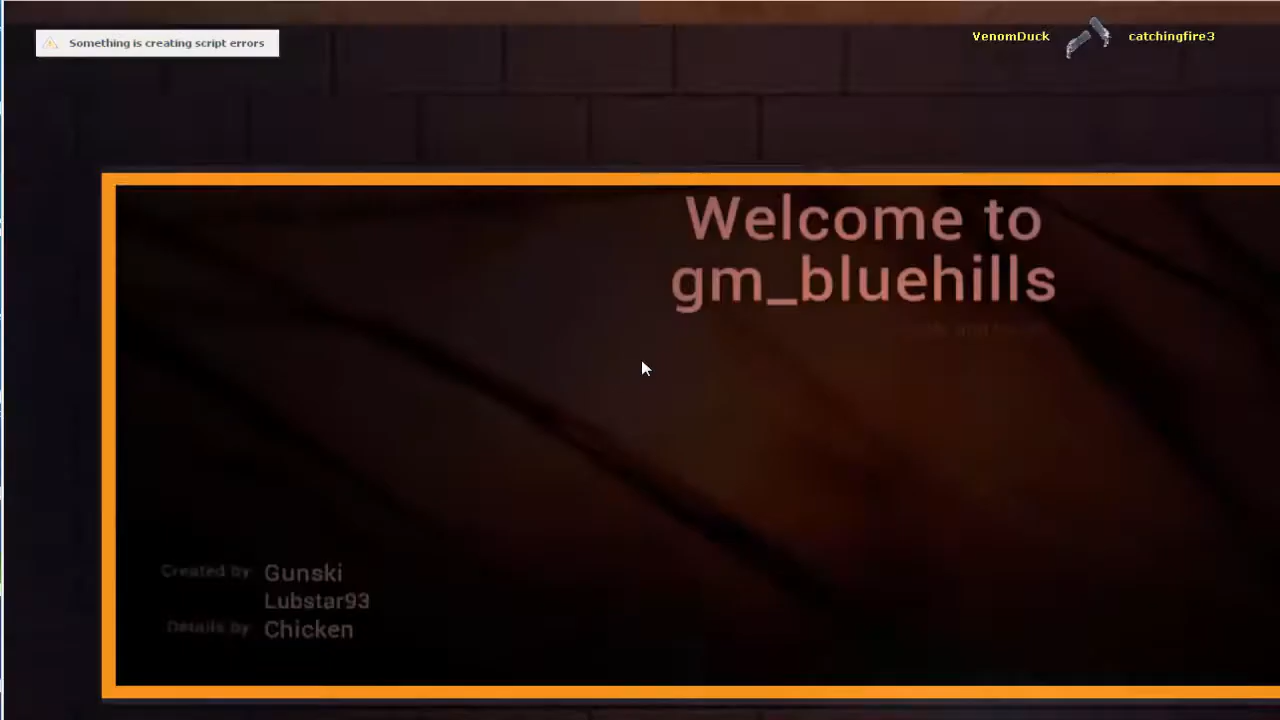 Something is creating script errors
VenomDuck catchingfire3
Welcome to
gm_bluehills
Created by Gunski
Lubstar93
Details by Chicken